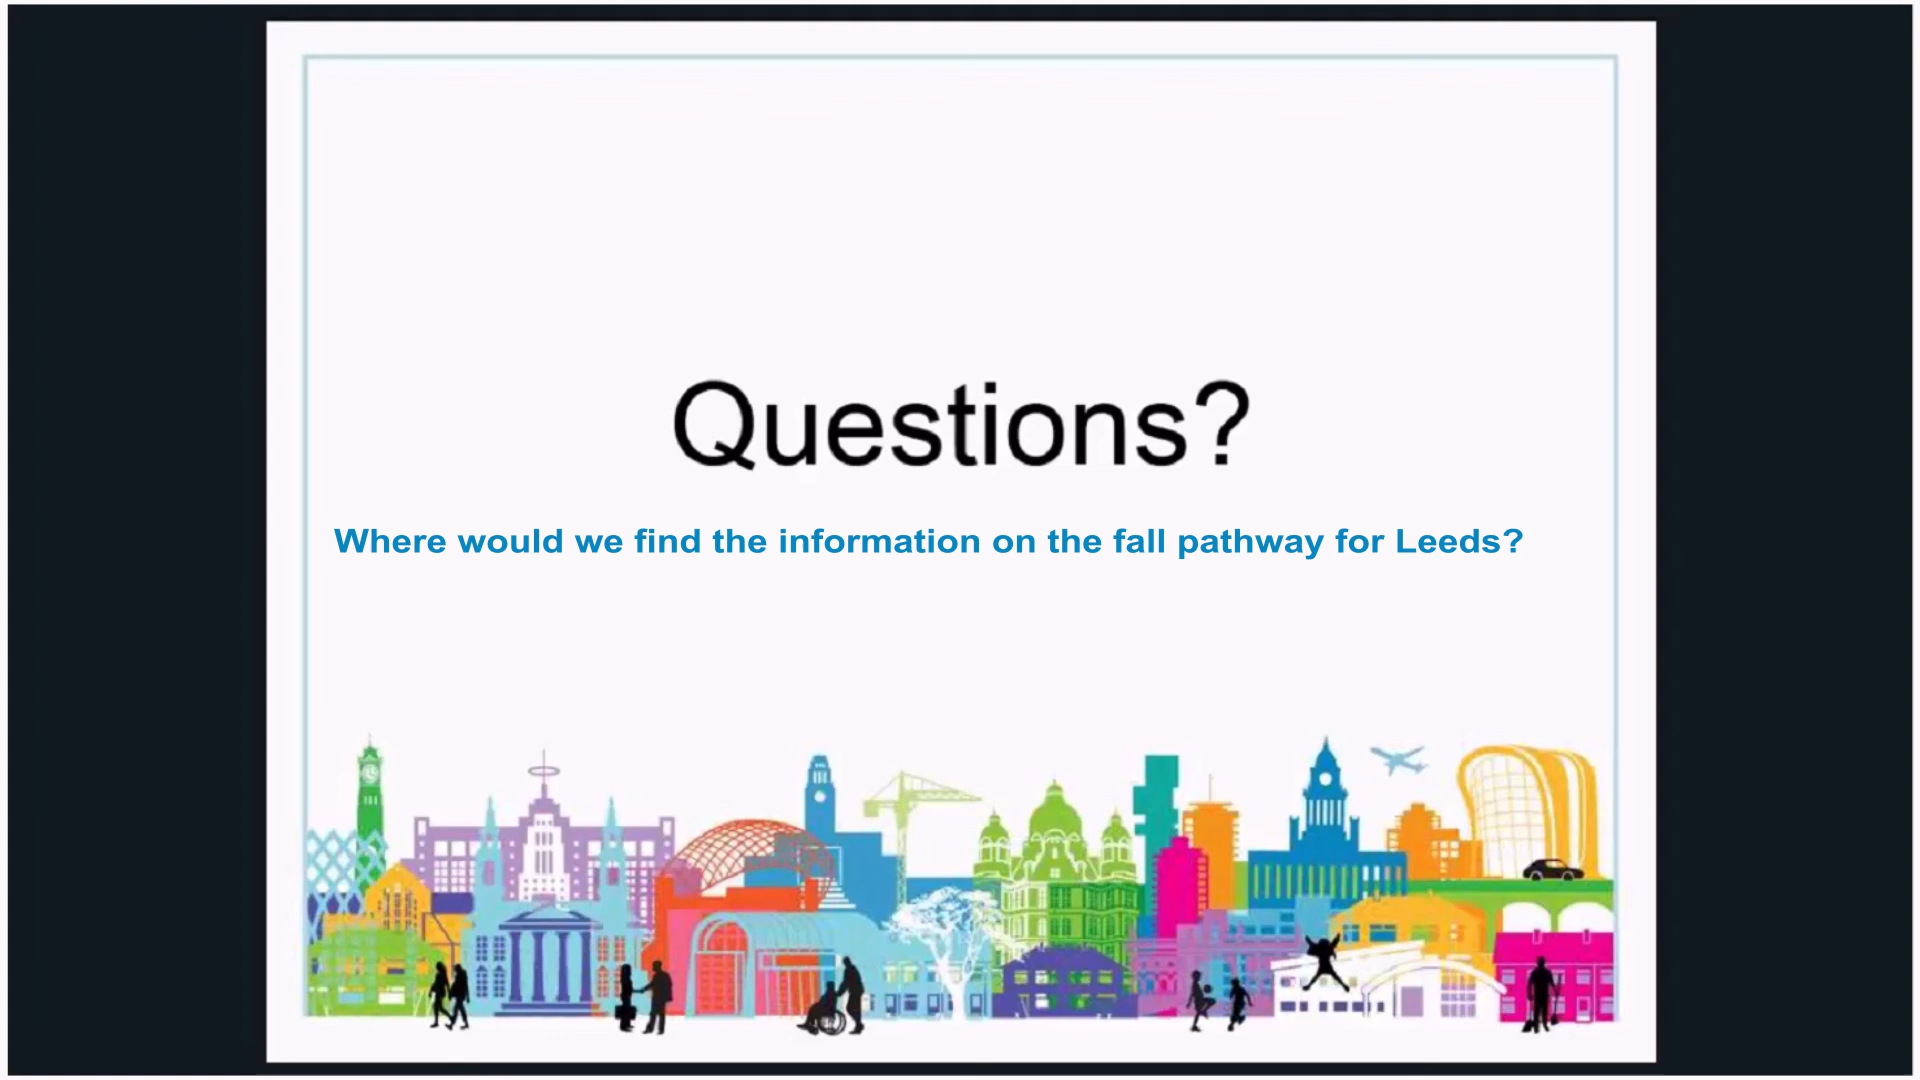 Questions?
Where would we find the information on the fall pathway for Leeds?